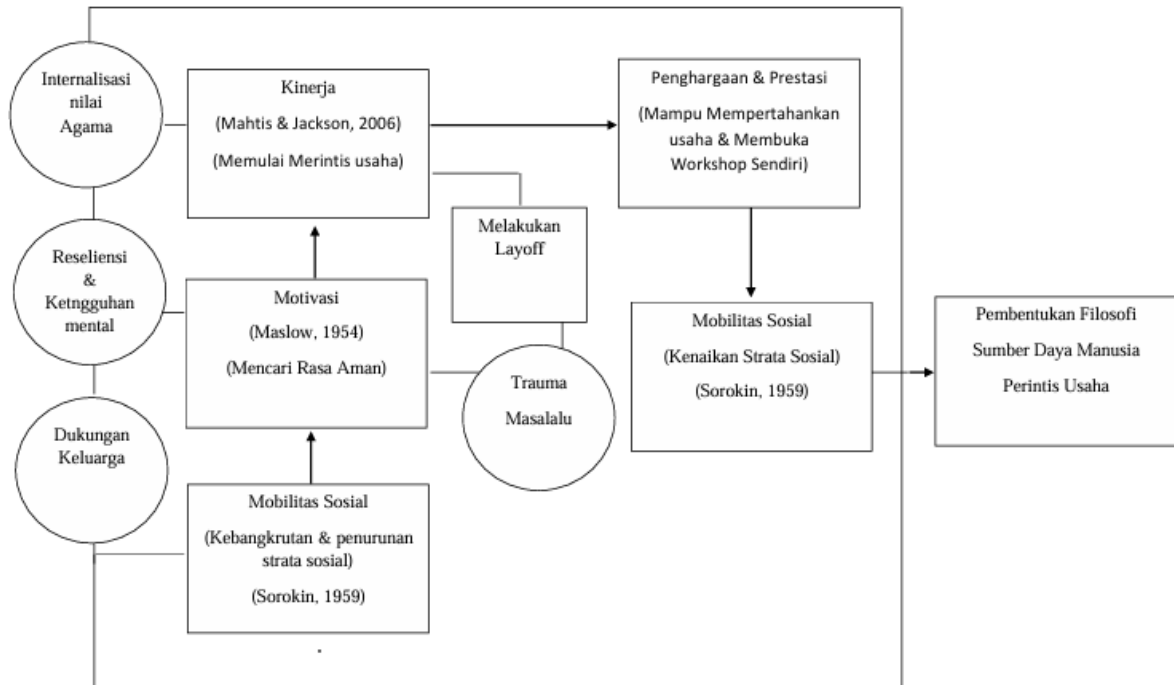 Internalisasi
nilai
Agama
Kinerja
(Mahtis & Jackson, 2006)
(Memulai Merintis usaha)
Penghargaan & Prestasi
(Mampu Mempertahankan
usaha & Membuka
Workshop Sendiri)
Reseliensi
&
Ketngguhan
mental
Motivasi
(Maslow, 1954)
(Mencari Rasa Aman)
Melakukan
Layoff
Trauma
Masalalu
Mobilitas Sosial
(Kenaikan Strata Sosial)
(Sorokin, 1959)
Pembentukan Filosofi
Sumber Daya Manusia
Perintis Usaha
Dukungan
Keluarga
Mobilitas Sosial
(Kebangkrutan & penurunan
strata sosial)
(Sorokin, 1959)
.